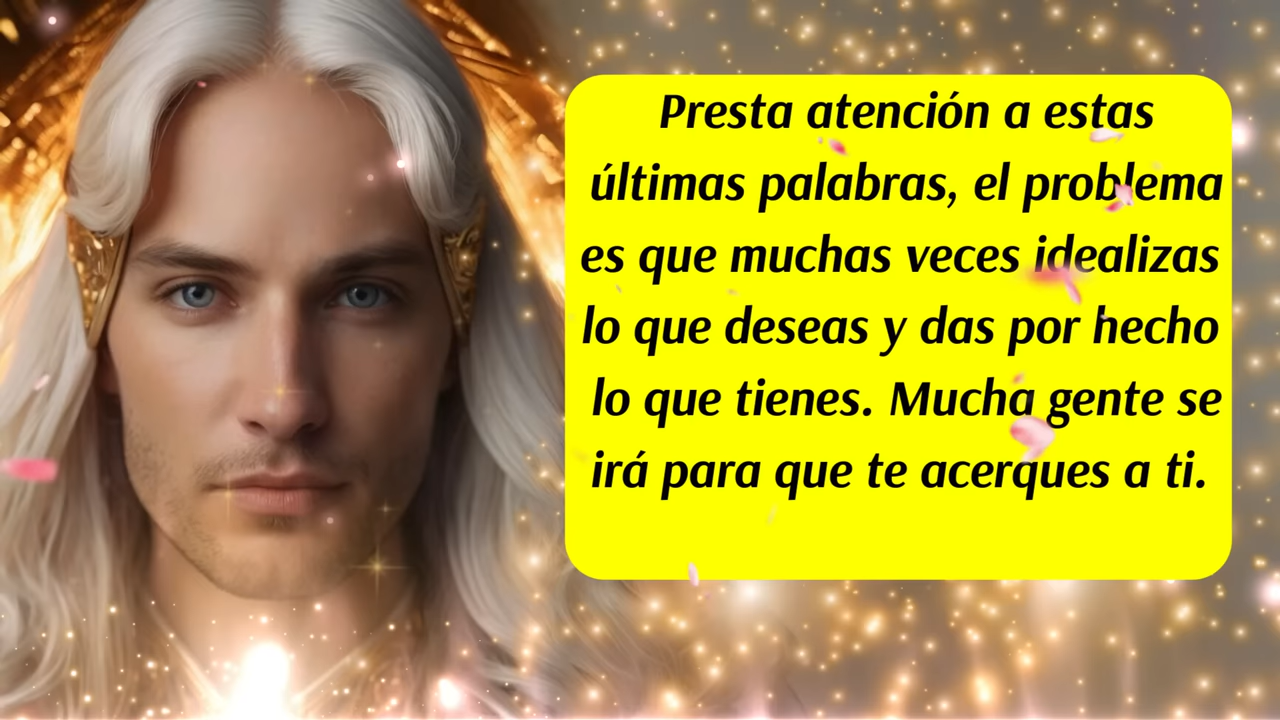 Presta atención a estas
últimas palabras, el problema
es que muchas veces idealizas
lo que deseas y das por hecho
lo que tienes. Mucha gente se
irá para que te acerques a ti.